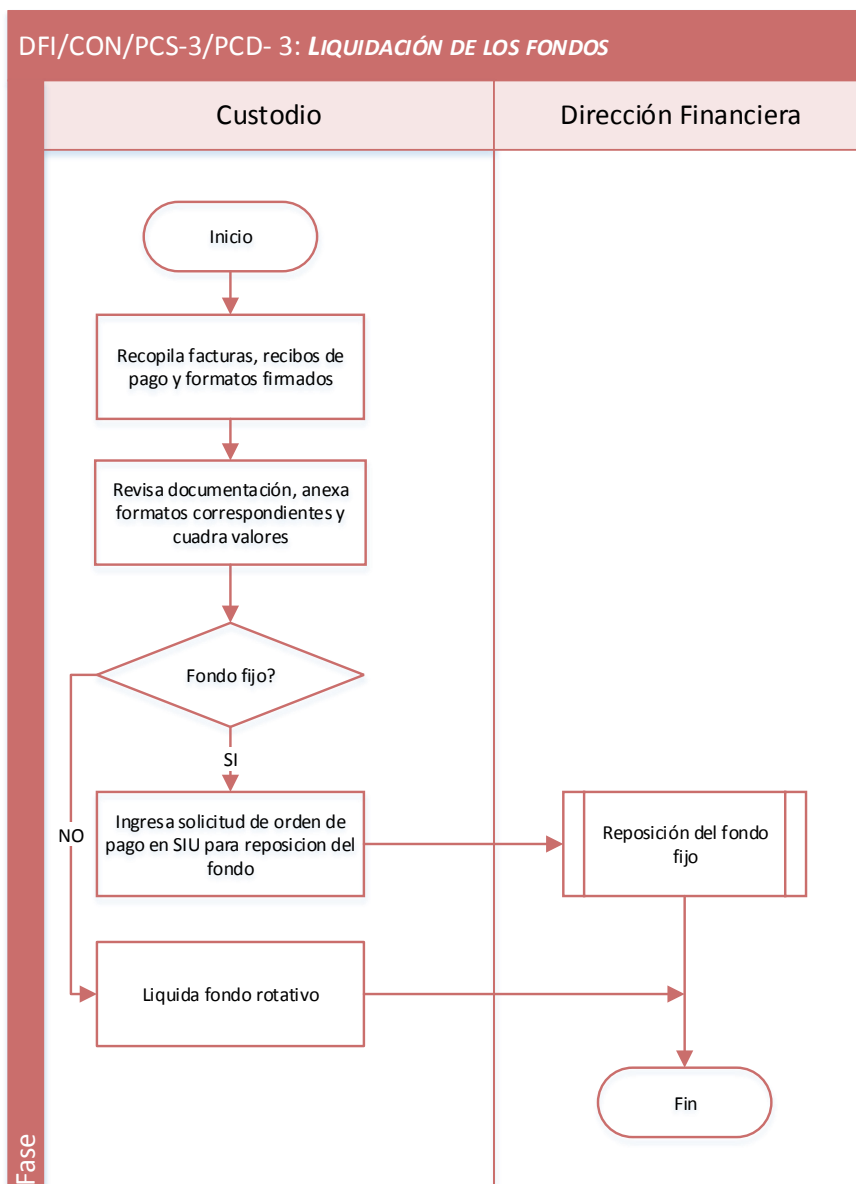 DFI/CON/PCS-3/PCD- 3: LIQUIDACIÓN DE LOS FONDOS
Custodio
Dirección Financiera
Inicio
Recopila facturas, recibos de
pago y formatos firmados
Revisa documentación, anexa
formatos correspondientes y
cuadra valores
Fondo fijo?
SI
NO
Ingresa solicitud de orden de
pago en SIU para reposicion del
fondo
Reposición del fondo
fijo
Liquida fondo rotativo
Fin
Fase